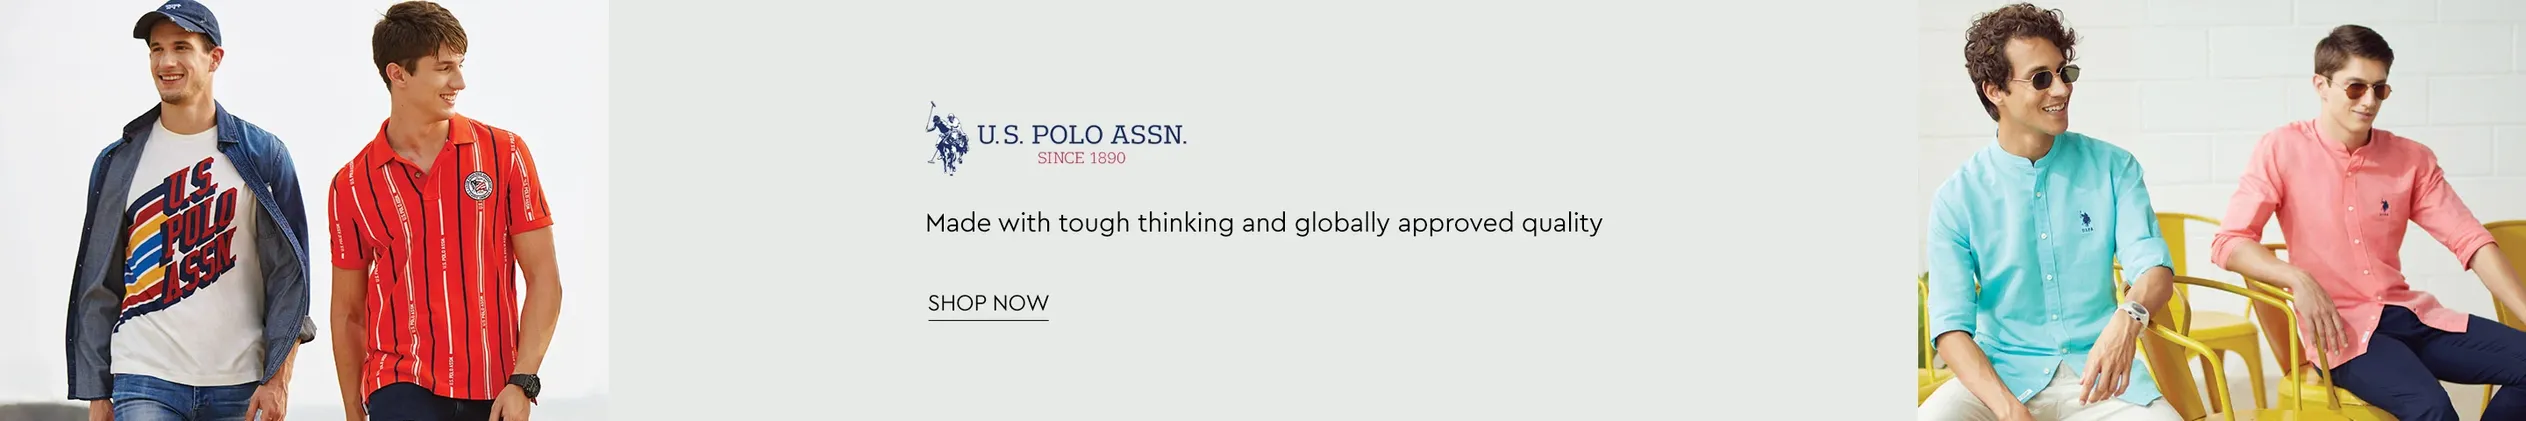 U.S.
POLO
ASSN.
U.S. POLO ASSN.
SINCE 1890
Made with tough thinking and globally approved quality
SHOP NOW